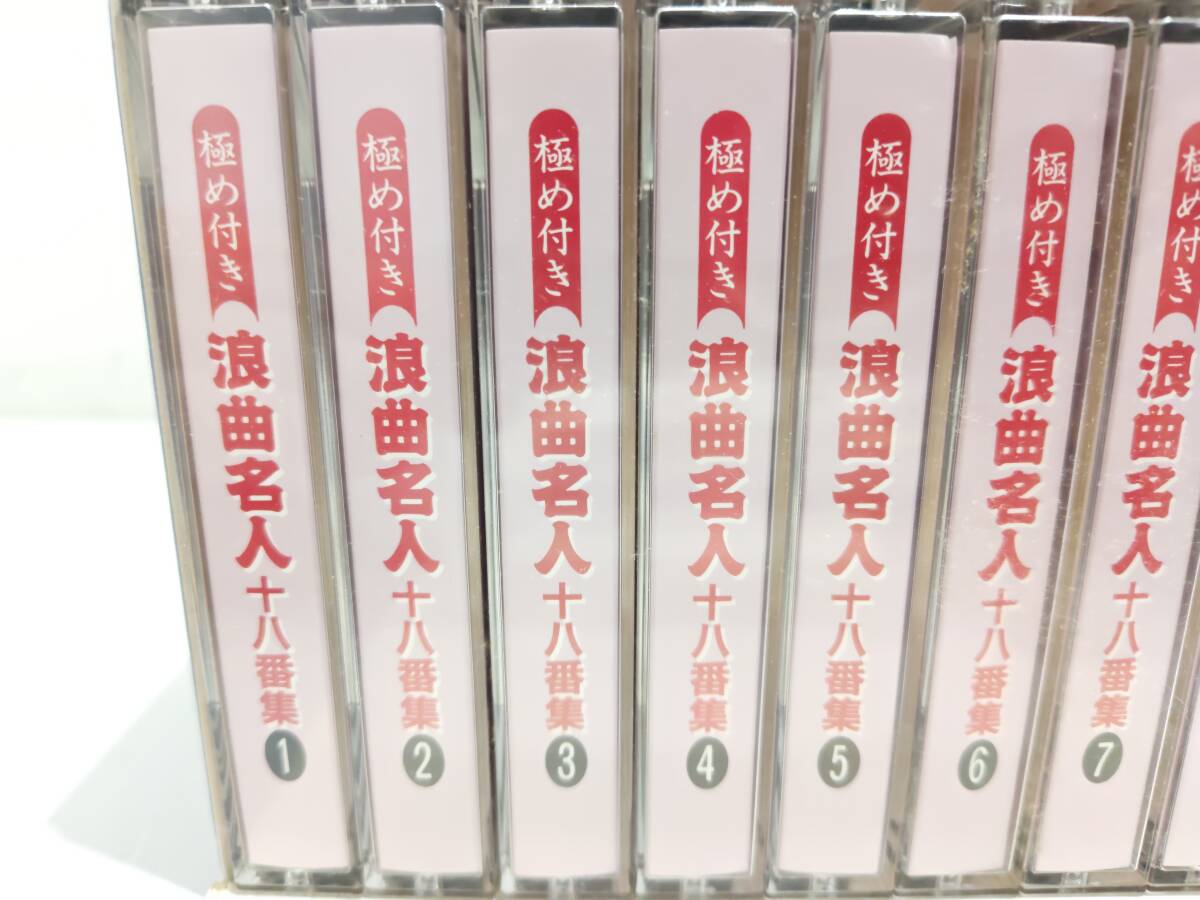 極め付き 浪曲名人 十八番集 1
極め付き 浪曲名人 十八番集 2
極め付き 浪曲名人 十八番集 3
極め付き 浪曲名人 十八番集 4
極め付き 浪曲名人 十八番集 5
極め付き 浪曲名人 十八番集 6
極め付き 浪曲名人 十八番集 7